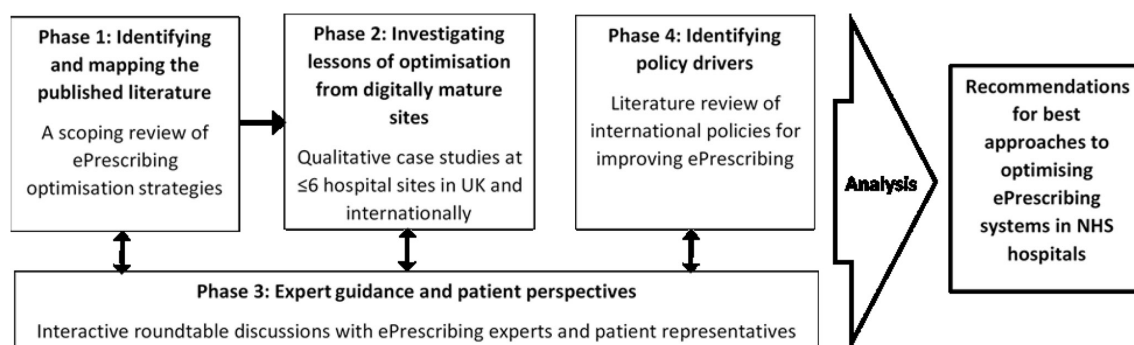 Phase 1: Identifying
and mapping the
published literature
A scoping review of
ePrescribing
optimisation strategies
Phase 2: Investigating
lessons of optimisation
from digitally mature
sites
Qualitative case studies at
≤6 hospital sites in UK and
internationally
Phase 4: Identifying
policy drivers
Literature review of
international policies for
improving ePrescribing
Phase 3: Expert guidance and patient perspectives
Interactive roundtable discussions with ePrescribing experts and patient representatives
Analysis
Recommendations
for best
approaches to
optimising
ePrescribing
systems in NHS
hospitals